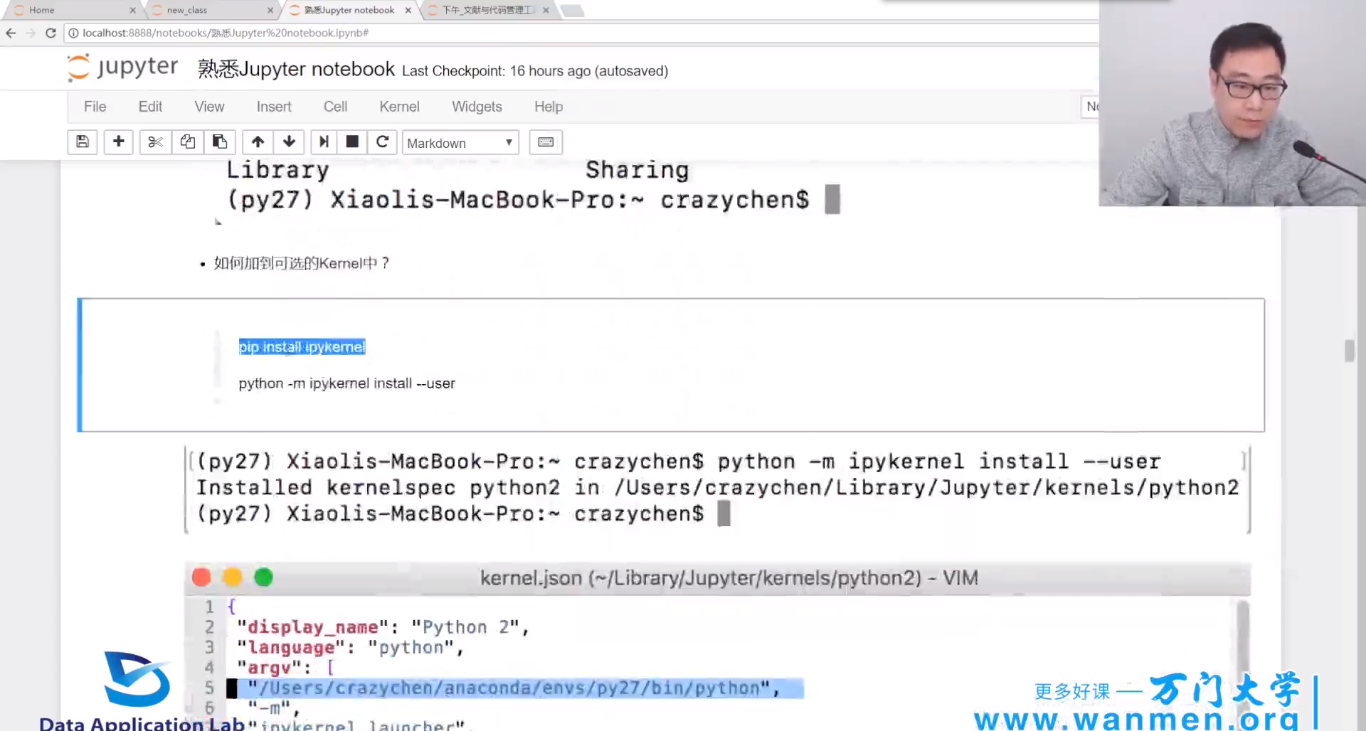 Home
new_class
熟悉Jupyter notebook
下午_文献与代码管理工具
localhost:8888/notebooks/熟悉Jupyter%20notebook.ipynb#
jupyter 熟悉Jupyter notebook Last Checkpoint: 16 hours ago (autosaved)
File Edit View Insert Cell Kernel Widgets Help
Markdown
Library Sharing
(py27) Xiaolis-MacBook-Pro:~ crazychen$
• 如何加到可选的Kernel中？
pip install ipykernel
python -m ipykernel install --user
(py27) Xiaolis-MacBook-Pro:~ crazychen$ python -m ipykernel install --user
Installed kernelspec python2 in /Users/crazychen/Library/Jupyter/kernels/python2
(py27) Xiaolis-MacBook-Pro:~ crazychen$
kernel.json (~/Library/Jupyter/kernels/python2) - VIM
1 {
2 "display_name": "Python 2",
3 "language": "python",
4 "argv": [
5 "/Users/crazychen/anaconda/envs/py27/bin/python",
6 "-m",
"ipykernel_launcher",
Data Application Lab
更多好课 — 万门大学
www.wanmen.org